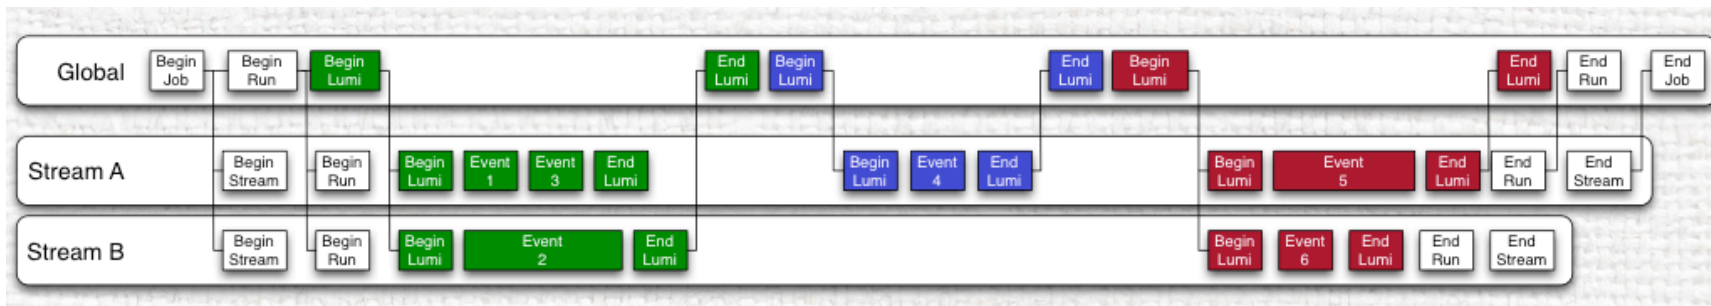 Global
Begin
Job
Begin
Run
Begin
Lumi
End
Lumi
Begin
Lumi
End
Lumi
Begin
Lumi
End
Lumi
End
Run
End
Job
Stream A
Begin
Stream
Begin
Run
Begin
Lumi
Event
1
Event
3
End
Lumi
Begin
Lumi
Event
4
End
Lumi
Begin
Lumi
Event
5
End
Lumi
End
Run
End
Stream
Stream B
Begin
Stream
Begin
Run
Begin
Lumi
Event
2
End
Lumi
Begin
Lumi
Event
6
End
Lumi
End
Run
End
Stream